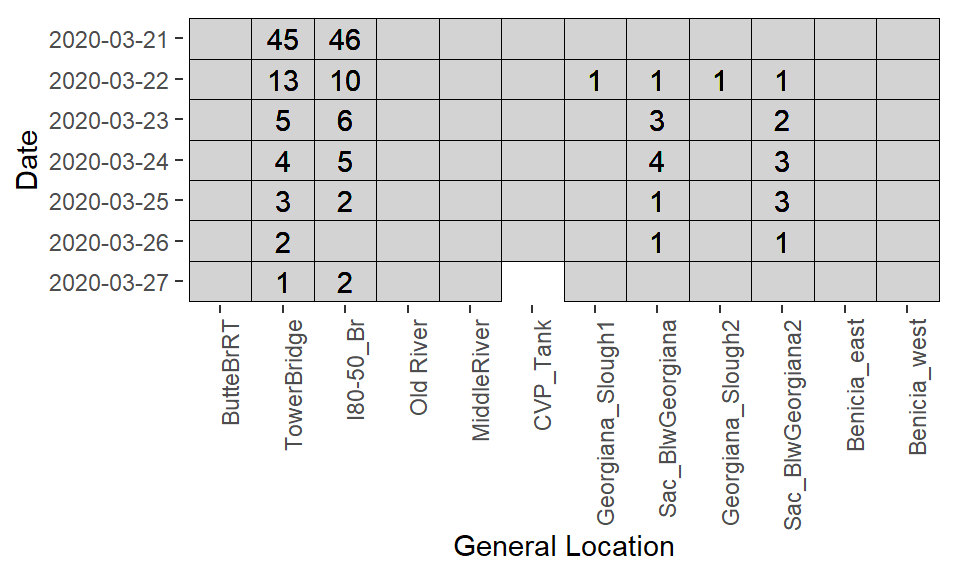 2020-03-21 45 46
2020-03-22 13 10 1 1 1 1
2020-03-23 5 6 3 2
2020-03-24 4 5 4 3
2020-03-25 3 2 1 3
2020-03-26 2 1 1
2020-03-27 1 2
Date
ButteBrRT
TowerBridge
I80-50_Br
Old River
MiddleRiver
CVP_Tank
Georgiana_Slough1
Sac_BlwGeorgiana
Georgiana_Slough2
Sac_BlwGeorgiana2
Benicia_east
Benicia_west
General Location